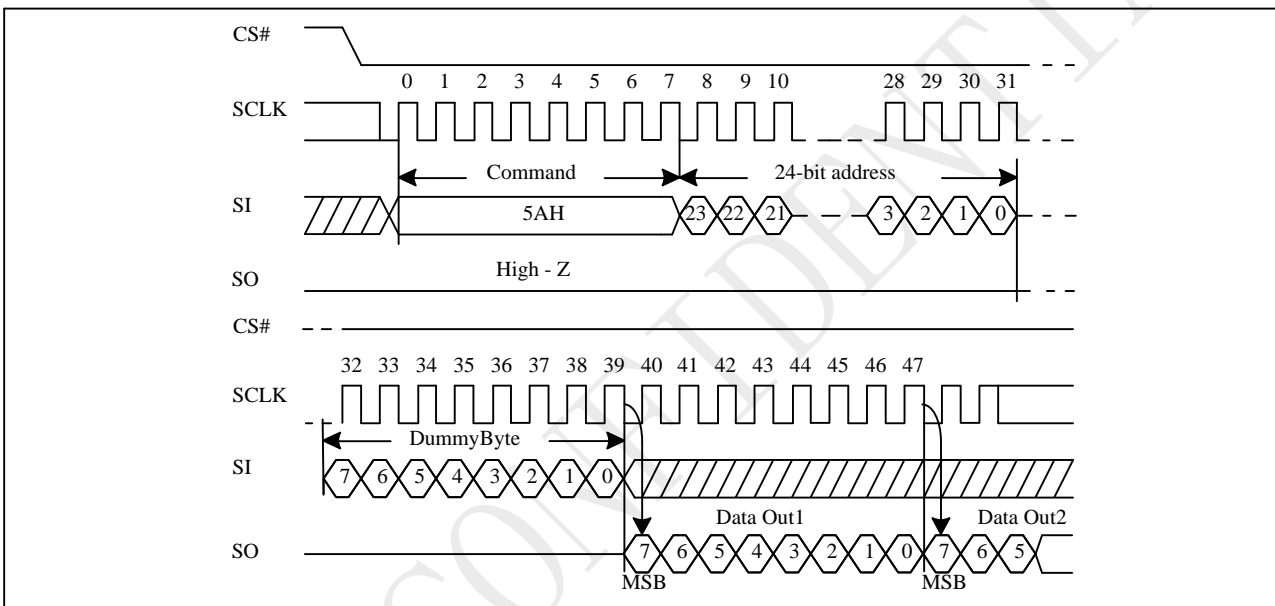 CS#
0 1 2 3 4 5 6 7 8 9 10 28 29 30 31
SCLK
Command 24-bit address
SI 5AH 23 22 21 3 2 1 0
High - Z
SO
CS#
32 33 34 35 36 37 38 39 40 41 42 43 44 45 46 47
SCLK
DummyByte
SI 7 6 5 4 3 2 1 0
Data Out1 Data Out2
SO 7 6 5 4 3 2 1 0 7 6 5
MSB MSB